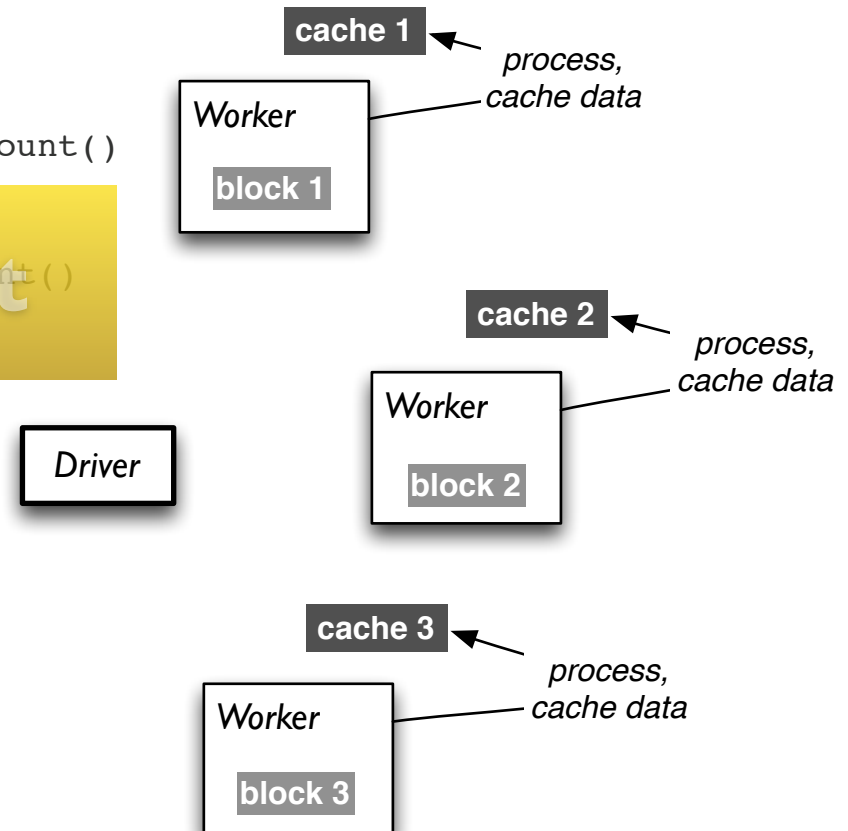 cache 1
process,
cache data
Worker
ount()
block 1
nt()
t
cache 2
process,
cache data
Worker
Driver
block 2
cache 3
process,
cache data
Worker
block 3